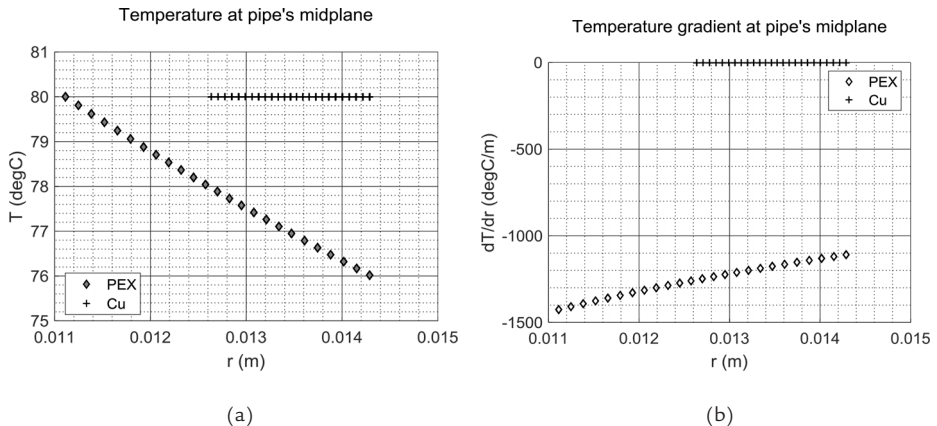 Temperature at pipe's midplane
81
80
79
78
77
76
75
T (degC)
PEX
Cu
0.011
0.012
0.013
0.014
0.015
r (m)
(a)
Temperature gradient at pipe's midplane
0
-500
-1000
-1500
dT/dr (degC/m)
PEX
Cu
0.011
0.012
0.013
0.014
0.015
r (m)
(b)